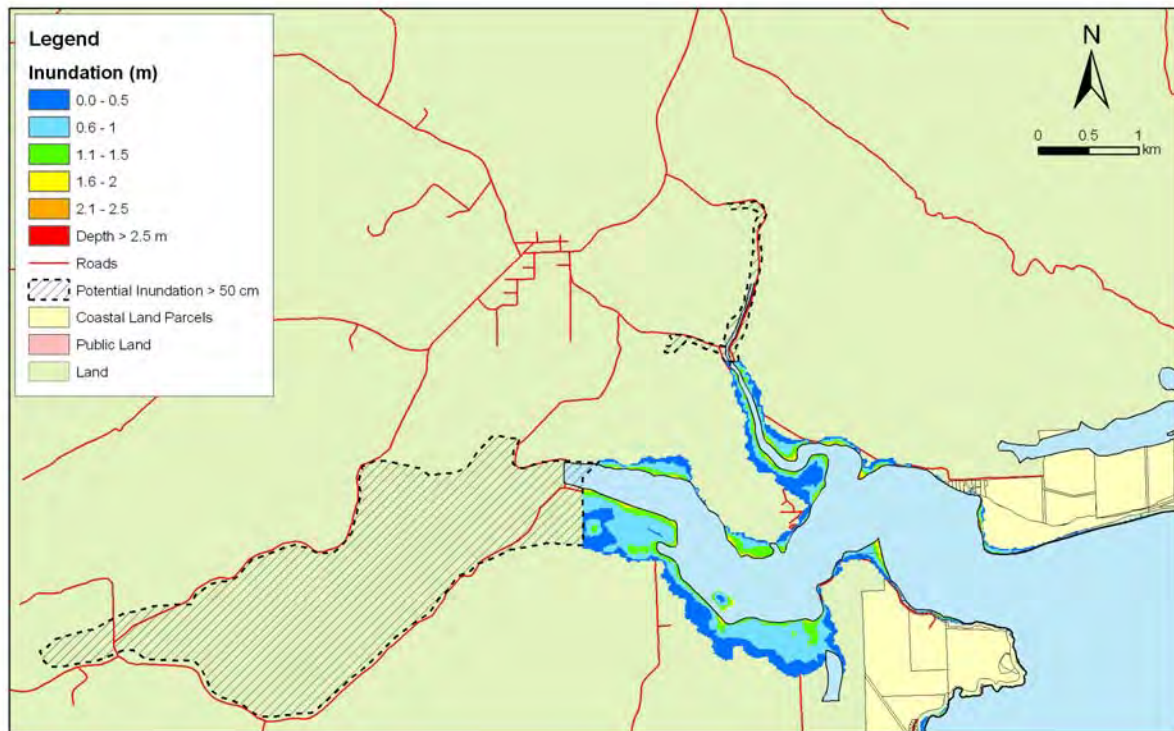 Legend
Inundation (m)
0.0 - 0.5
0.6 - 1
1.1 - 1.5
1.6 - 2
2.1 - 2.5
Depth > 2.5 m
Roads
Potential Inundation > 50 cm
Coastal Land Parcels
Public Land
Land
N
0 0.5 1
km